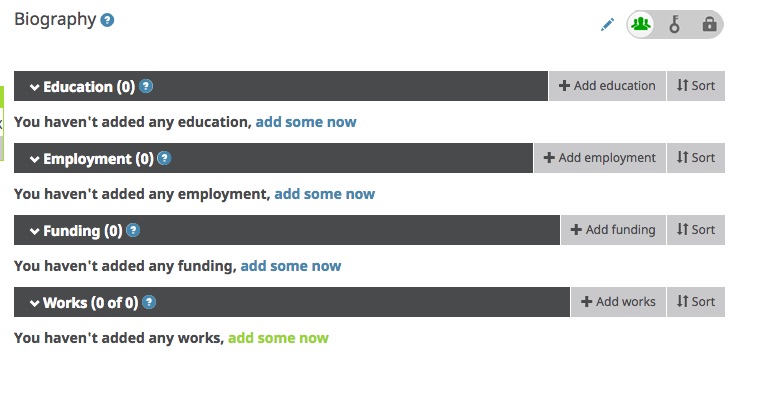 Biography ?
Education (0) ? Add education Sort
You haven't added any education, add some now
Employment (0) ? Add employment Sort
You haven't added any employment, add some now
Funding (0) ? Add funding Sort
You haven't added any funding, add some now
Works (0 of 0) ? Add works Sort
You haven't added any works, add some now